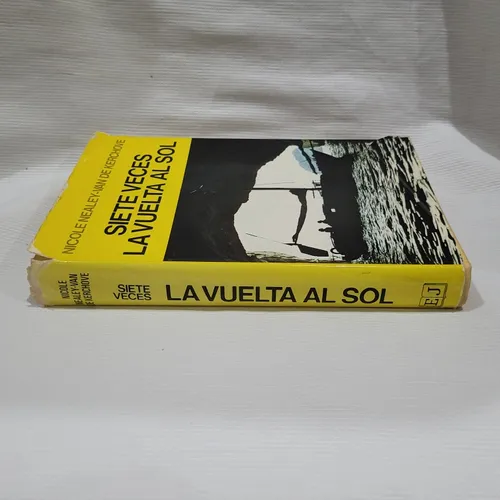 NICOLE NEALEY-VAN DE KERCHOVE
SIETE VECES
LA VUELTA AL SOL
NICOLE
NEALEY-VAN
DE KERCHOVE
SIETE
VECES
LA VUELTA AL SOL
EJ